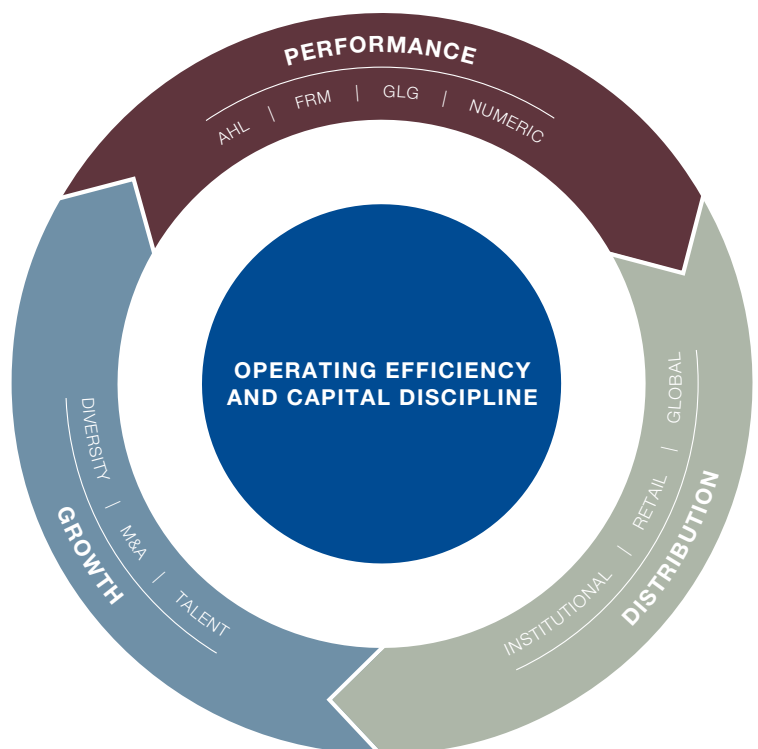 PERFORMANCE
AHL | FRM | GLG | NUMERIC
OPERATING EFFICIENCY
AND CAPITAL DISCIPLINE
GLOBAL | RETAIL | INSTITUTIONAL
DISTRIBUTION
DIVERSITY | M&A | TALENT
GROWTH